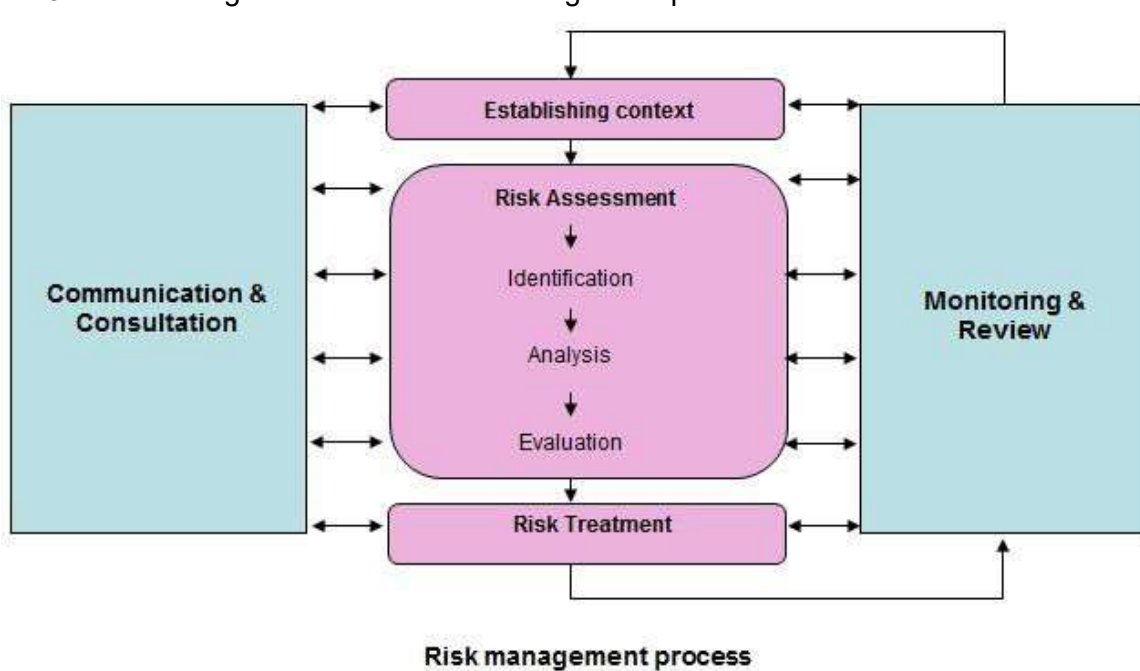 Establishing context
Risk Assessment
Identification
Analysis
Evaluation
Risk Treatment
Communication &
Consultation
Monitoring &
Review
Risk management process